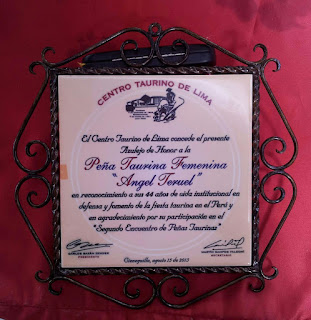 CENTRO TAURINO DE LIMA
El Centro Taurino de Lima concede el presente
Azulejo de Honor a la
Peña Taurina Femenina
"Angel Teruel"
en reconocimiento a sus 44 años de vida institucional en
defensa y fomento de la fiesta taurina en el Perú y
en agradecimiento por su participación en el
"Segundo Encuentro de Peñas Taurinas"
PRESIDENTE
SECRETARIO
Cieneguilla, agosto 15 de 2013